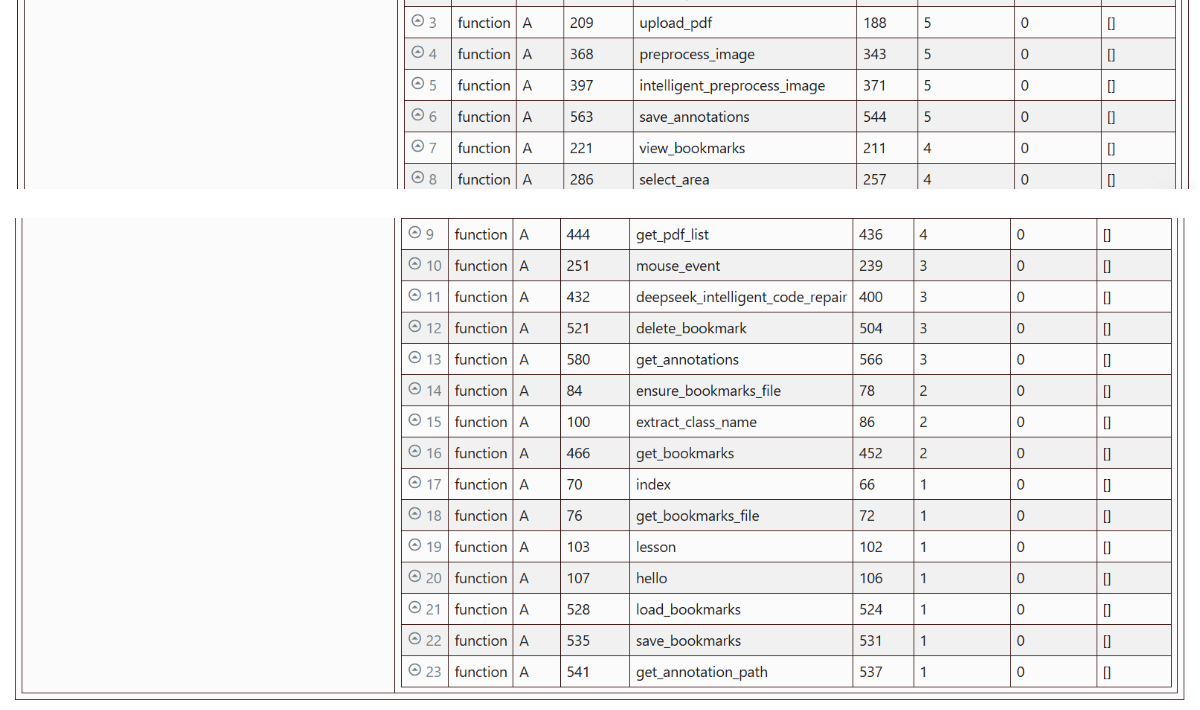 3 function A 209 upload_pdf 188 5 0 []
4 function A 368 preprocess_image 343 5 0 []
5 function A 397 intelligent_preprocess_image 371 5 0 []
6 function A 563 save_annotations 544 5 0 []
7 function A 221 view_bookmarks 211 4 0 []
8 function A 286 select_area 257 4 0 []
9 function A 444 get_pdf_list 436 4 0 []
10 function A 251 mouse_event 239 3 0 []
11 function A 432 deepseek_intelligent_code_repair 400 3 0 []
12 function A 521 delete_bookmark 504 3 0 []
13 function A 580 get_annotations 566 3 0 []
14 function A 84 ensure_bookmarks_file 78 2 0 []
15 function A 100 extract_class_name 86 2 0 []
16 function A 466 get_bookmarks 452 2 0 []
17 function A 70 index 66 1 0 []
18 function A 76 get_bookmarks_file 72 1 0 []
19 function A 103 lesson 102 1 0 []
20 function A 107 hello 106 1 0 []
21 function A 528 load_bookmarks 524 1 0 []
22 function A 535 save_bookmarks 531 1 0 []
23 function A 541 get_annotation_path 537 1 0 []